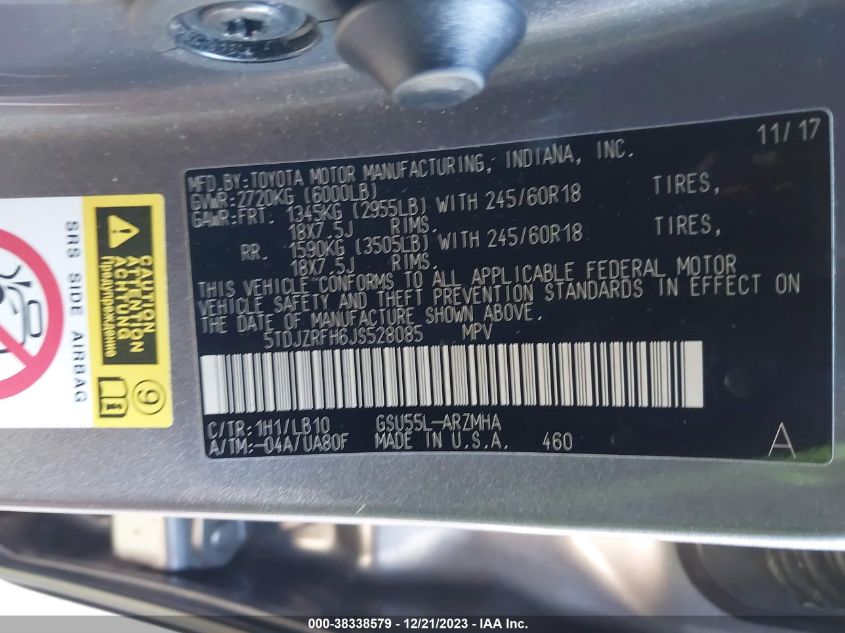 11/17
MFD.BY:TOYOTA MOTOR MANUFACTURING, INDIANA, INC.
GVWR:2720KG (6000LB)
GAWR:FRT. 1345KG (2955LB) WITH 245/60R18 TIRES,
18X7.5J RIMS.
RR. 1590KG (3505LB) WITH 245/60R18 TIRES,
18X7.5J RIMS.
THIS VEHICLE CONFORMS TO ALL APPLICABLE FEDERAL MOTOR
VEHICLE SAFETY AND THEFT PREVENTION STANDARDS IN EFFECT ON
THE DATE OF MANUFACTURE SHOWN ABOVE.
5TDJZRFH6JS528085 MPV
C/TR:1H1/LB10 GSU55L-ARZMHA
A/TM:-04A/UA80F MADE IN U.S.A. 460
A
CAUTION
ATTENTION
ACHTUNG
Предупреждение
9
SRS SIDE AIRBAG
000-38338579 — 12/21/2023 - IAA, Inc.